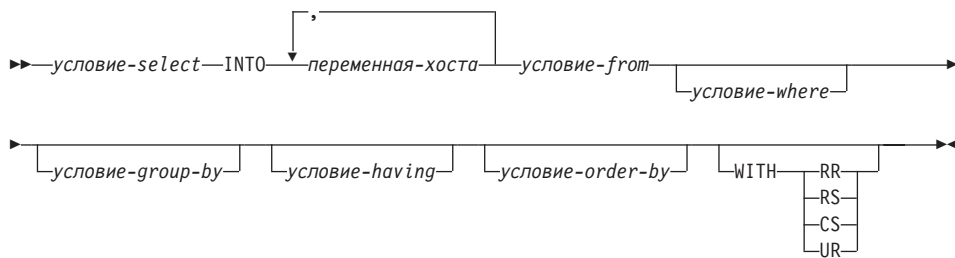 ,
условие-select INTO переменная-хоста условие-from
условие-where
условие-group-by условие-having условие-order-by WITH RR
RS
CS
UR